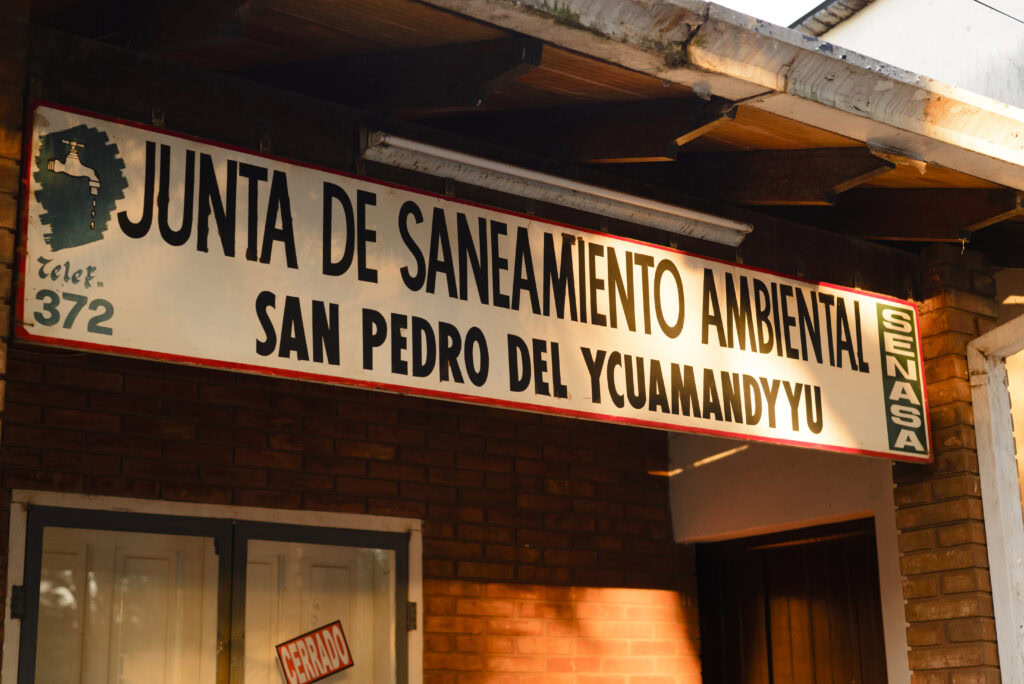 JUNTA DE SANEAMIENTO AMBIENTAL
SAN PEDRO DEL YCUAMANDYYU
Telef.
372
SENASA
CERRADO